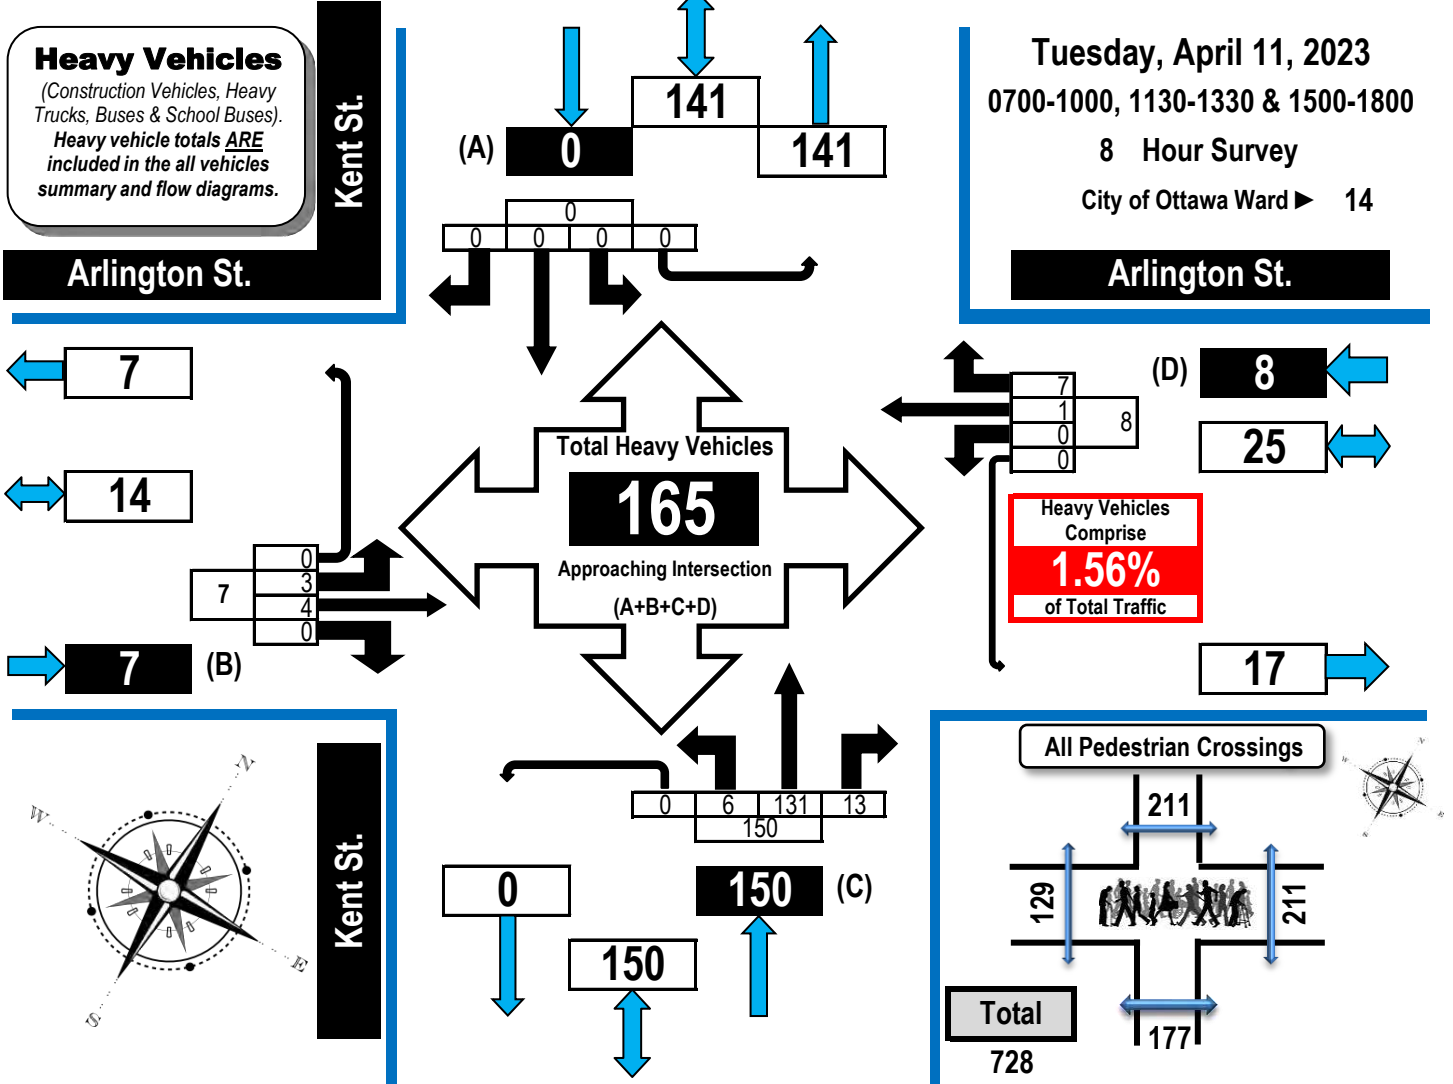 Heavy Vehicles
(Construction Vehicles, Heavy
Trucks, Buses & School Buses).
Heavy vehicle totals ARE
included in the all vehicles
summary and flow diagrams.
Kent St.
Arlington St.
141
(A)
0
141
0
0
0
0
0
Tuesday, April 11, 2023
0700-1000, 1130-1330 & 1500-1800
8 Hour Survey
City of Ottawa Ward ► 14
Arlington St.
7
14
0
3
4
0
7
7
(B)
Total Heavy Vehicles
165
Approaching Intersection
(A+B+C+D)
7
1
0
0
8
(D)
8
25
Heavy Vehicles
Comprise
1.56%
of Total Traffic
17
N
W
E
S
Kent St.
0
6
131
13
150
0
150
(C)
150
All Pedestrian Crossings
N
W
E
S
211
129
211
177
Total
728